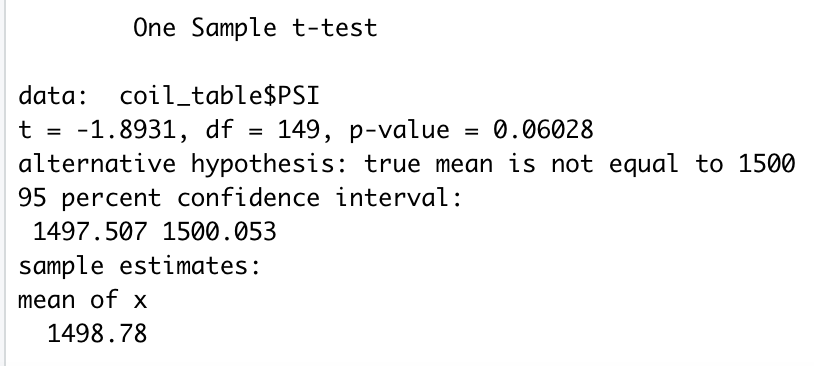 One Sample t-test
data:  coil_table$PSI
t = -1.8931, df = 149, p-value = 0.06028
alternative hypothesis: true mean is not equal to 1500
95 percent confidence interval:
1497.507 1500.053
sample estimates:
mean of x
1498.78